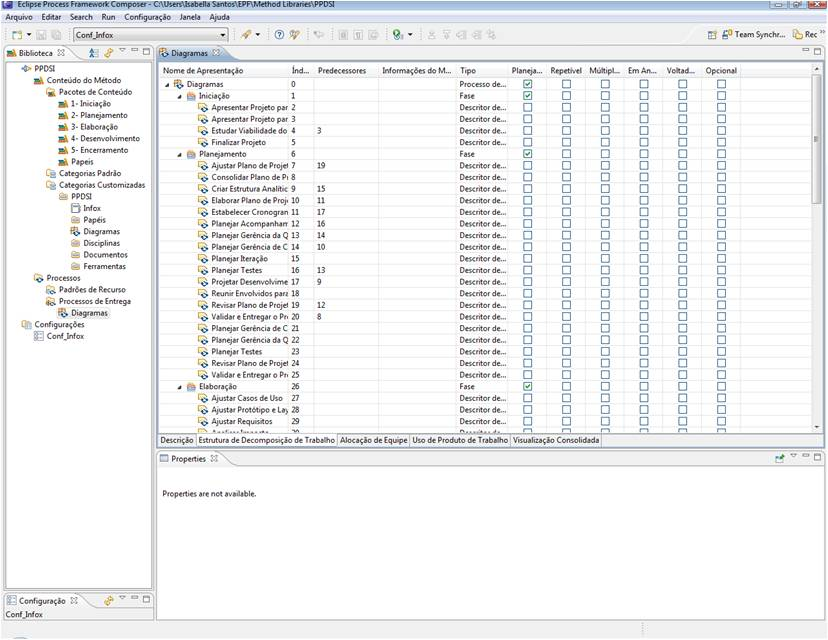 Eclipse Process Framework Composer - C:\Users\Isabella Santos\EPF\Method Libraries\PPDSI
Arquivo Editar Search Run Configuração Janela Ajuda
Conf_Infox Team Synchr... Rec »
Biblioteca
PPDSI
Conteúdo do Método
Pacotes de Conteúdo
1- Iniciação
2- Planejamento
3- Elaboração
4- Desenvolvimento
5- Encerramento
Papeis
Categorias Padrão
Categorias Customizadas
PPDSI
Infox
Papéis
Diagramas
Disciplinas
Documentos
Ferramentas
Processos
Padrões de Recurso
Processos de Entrega
Diagramas
Configurações
Conf_Infox
Configuração
Conf_Infox
Diagramas
Nome de Apresentação Índ... Predecessores Informações do M... Tipo Planeja... Repetível Múltipl... Em An... Voltad... Opcional
Diagramas 0 Processo de...
Iniciação 1 Fase
Apresentar Projeto par 2 Descritor de...
Apresentar Projeto par 3 Descritor de...
Estudar Viabilidade do 4 3 Descritor de...
Finalizar Projeto 5 Descritor de...
Planejamento 6 Fase
Ajustar Plano de Projet 7 19 Descritor de...
Consolidar Plano de Pr 8 Descritor de...
Criar Estrutura Analític 9 15 Descritor de...
Elaborar Plano de Proj 10 11 Descritor de...
Estabelecer Cronogran 11 17 Descritor de...
Planejar Acompanham 12 16 Descritor de...
Planejar Gerência da Q 13 14 Descritor de...
Planejar Gerência de C 14 10 Descritor de...
Planejar Iteração 15 Descritor de...
Planejar Testes 16 13 Descritor de...
Projetar Desenvolvime 17 9 Descritor de...
Reunir Envolvidos para 18 Descritor de...
Revisar Plano de Projet 19 12 Descritor de...
Validar e Entregar o Pr 20 8 Descritor de...
Planejar Gerência de C 21 Descritor de...
Planejar Gerência da Q 22 Descritor de...
Planejar Testes 23 Descritor de...
Revisar Plano de Projet 24 Descritor de...
Validar e Entregar o Pr 25 Descritor de...
Elaboração 26 Fase
Ajustar Casos de Uso 27 Descritor de...
Ajustar Protótipo e Lay 28 Descritor de...
Ajustar Requisitos 29 Descritor de...
Descrição Estrutura de Decomposição de Trabalho Alocação de Equipe Uso de Produto de Trabalho Visualização Consolidada
Properties
Properties are not available.